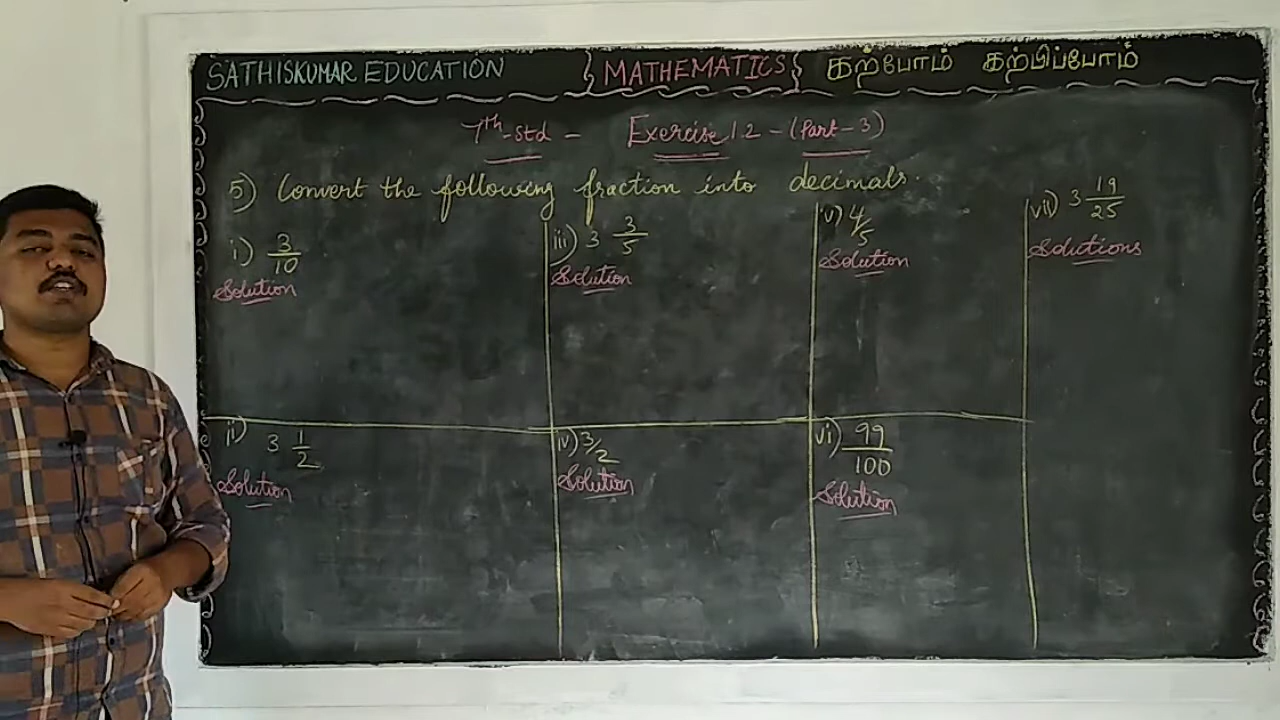 SATHISKUMAR EDUCATION { MATHEMATICS } கற்போம் கற்பிப்போம்
7th-std - Exercise 1.2 - (Part-3)
5) Convert the following fraction into decimals.
i) 3/10
Solution
ii) 3 1/2
Solution
iii) 3 3/5
Solution
iv) 3/2
Solution
v) 4/5
Solution
vi) 99/100
Solution
vii) 3 19/25
Solutions